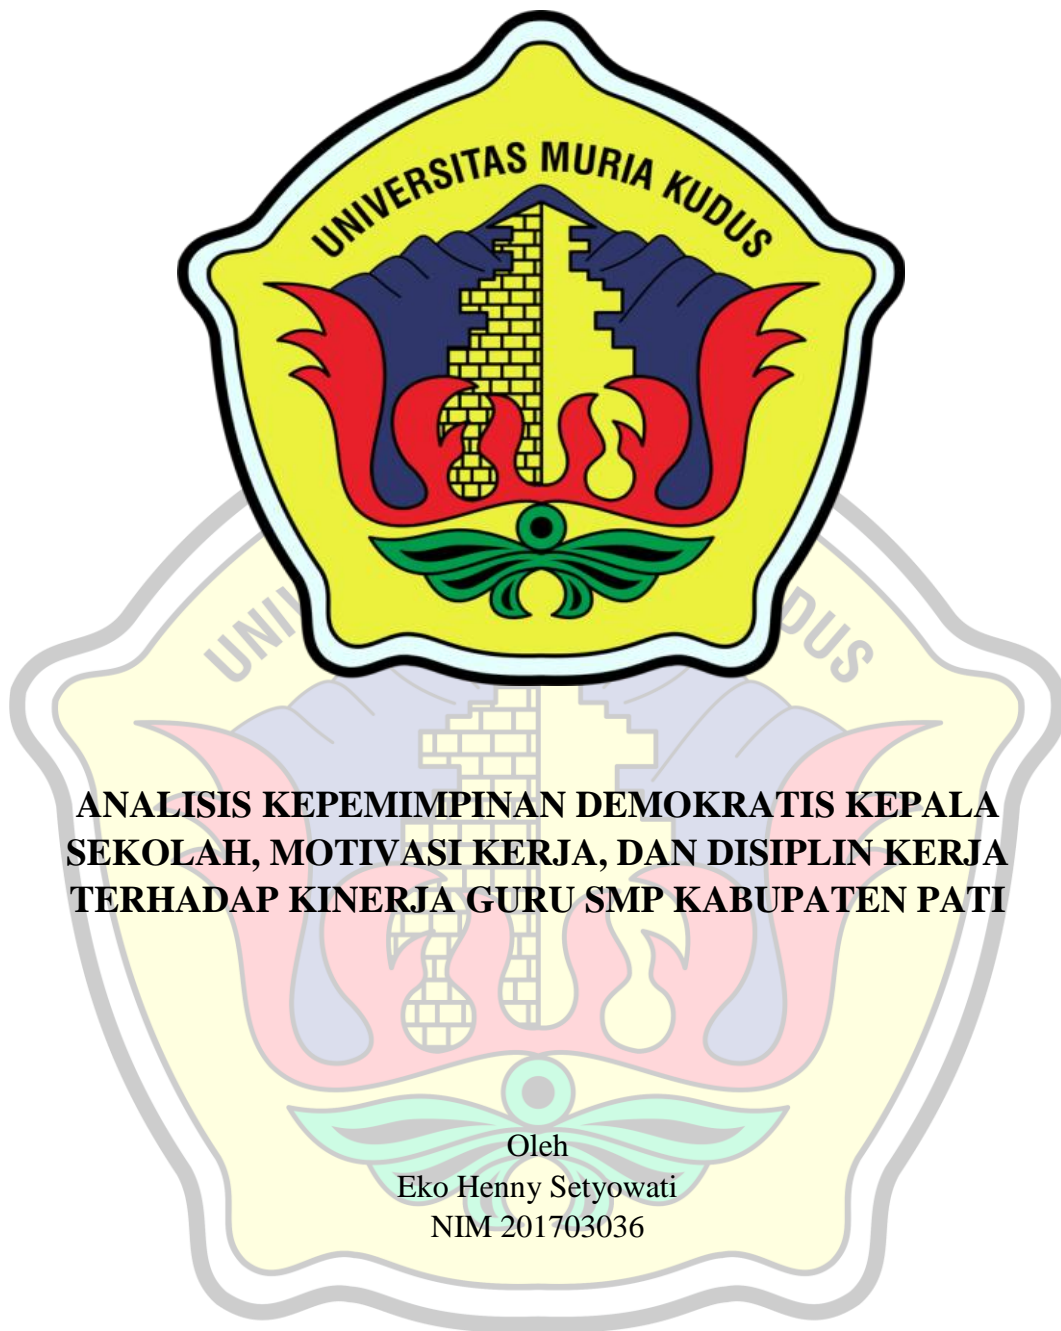 UNIVERSITAS MURIA KUDUS
ANALISIS KEPEMIMPINAN DEMOKRATIS KEPALA
SEKOLAH, MOTIVASI KERJA, DAN DISIPLIN KERJA
TERHADAP KINERJA GURU SMP KABUPATEN PATI
Oleh
Eko Henny Setyowati
NIM 201703036